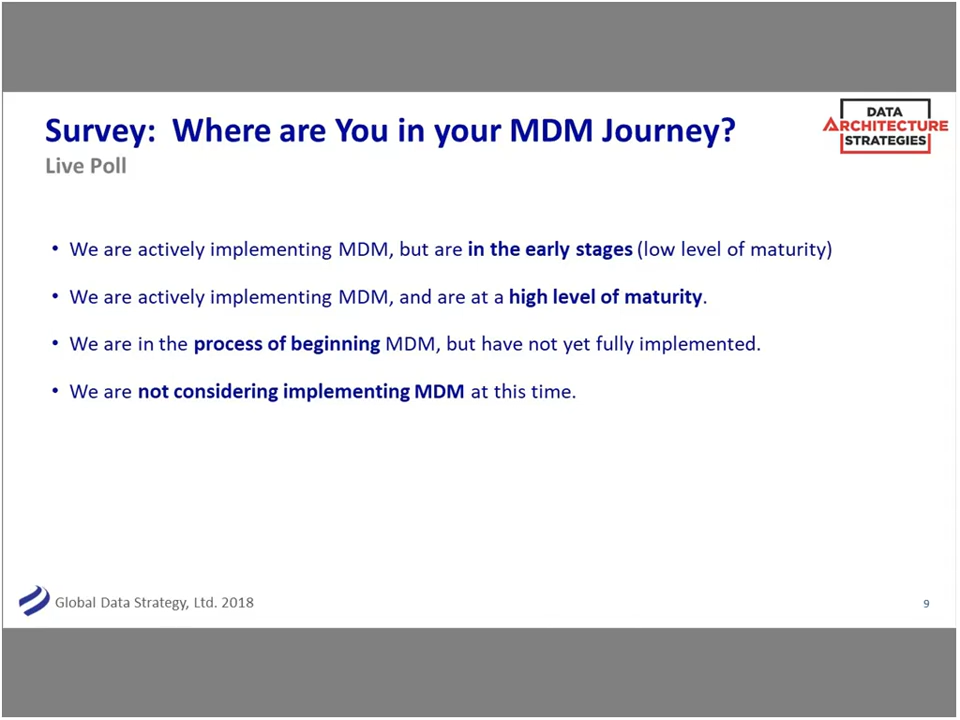 Survey:  Where are You in your MDM Journey?
Live Poll
DATA
ARCHITECTURE
STRATEGIES
• We are actively implementing MDM, but are in the early stages (low level of maturity)
• We are actively implementing MDM, and are at a high level of maturity.
• We are in the process of beginning MDM, but have not yet fully implemented.
• We are not considering implementing MDM at this time.
Global Data Strategy, Ltd. 2018
9